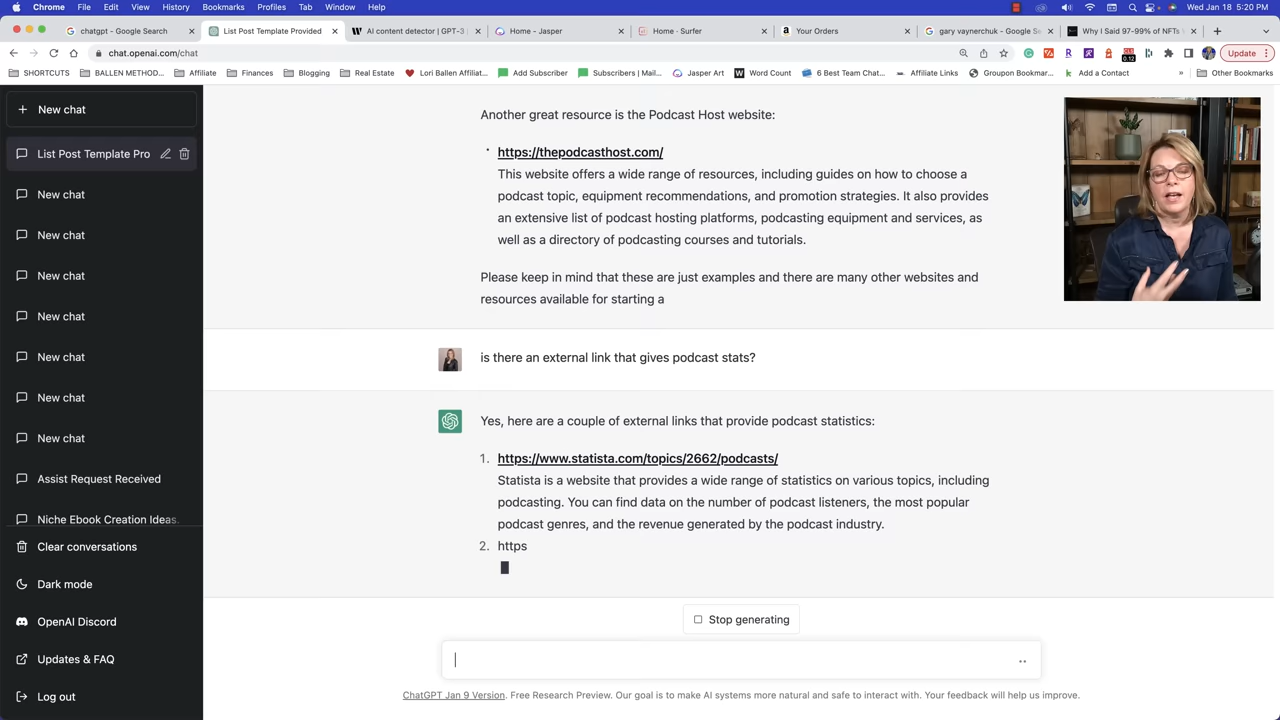 Chrome File Edit View History Bookmarks Profiles Tab Window Help Wed Jan 18 5:20 PM
chatgpt - Google Search List Post Template Provided AI content detector | GPT-3 Home - Jasper Home - Surfer Your Orders gary vaynerchuk - Google Se Why I Said 97-99% of NFTs
chat.openai.com/chat Update
SHORTCUTS BALLEN METHOD... Affiliate Finances Blogging Real Estate Lori Ballen Affiliat... Add Subscriber Subscribers | Mail... Jasper Art Word Count 6 Best Team Chat... Affiliate Links Groupon Bookmar... Add a Contact » Other Bookmarks
New chat
List Post Template Pro
New chat
New chat
New chat
New chat
New chat
New chat
New chat
Assist Request Received
Niche Ebook Creation Ideas.
Clear conversations
Dark mode
OpenAI Discord
Updates & FAQ
Log out
Another great resource is the Podcast Host website:
https://thepodcasthost.com/
This website offers a wide range of resources, including guides on how to choose a
podcast topic, equipment recommendations, and promotion strategies. It also provides
an extensive list of podcast hosting platforms, podcasting equipment and services, as
well as a directory of podcasting courses and tutorials.
Please keep in mind that these are just examples and there are many other websites and
resources available for starting a
is there an external link that gives podcast stats?
Yes, here are a couple of external links that provide podcast statistics:
1. https://www.statista.com/topics/2662/podcasts/
Statista is a website that provides a wide range of statistics on various topics, including
podcasting. You can find data on the number of podcast listeners, the most popular
podcast genres, and the revenue generated by the podcast industry.
2. https
Stop generating
ChatGPT Jan 9 Version. Free Research Preview. Our goal is to make AI systems more natural and safe to interact with. Your feedback will help us improve.